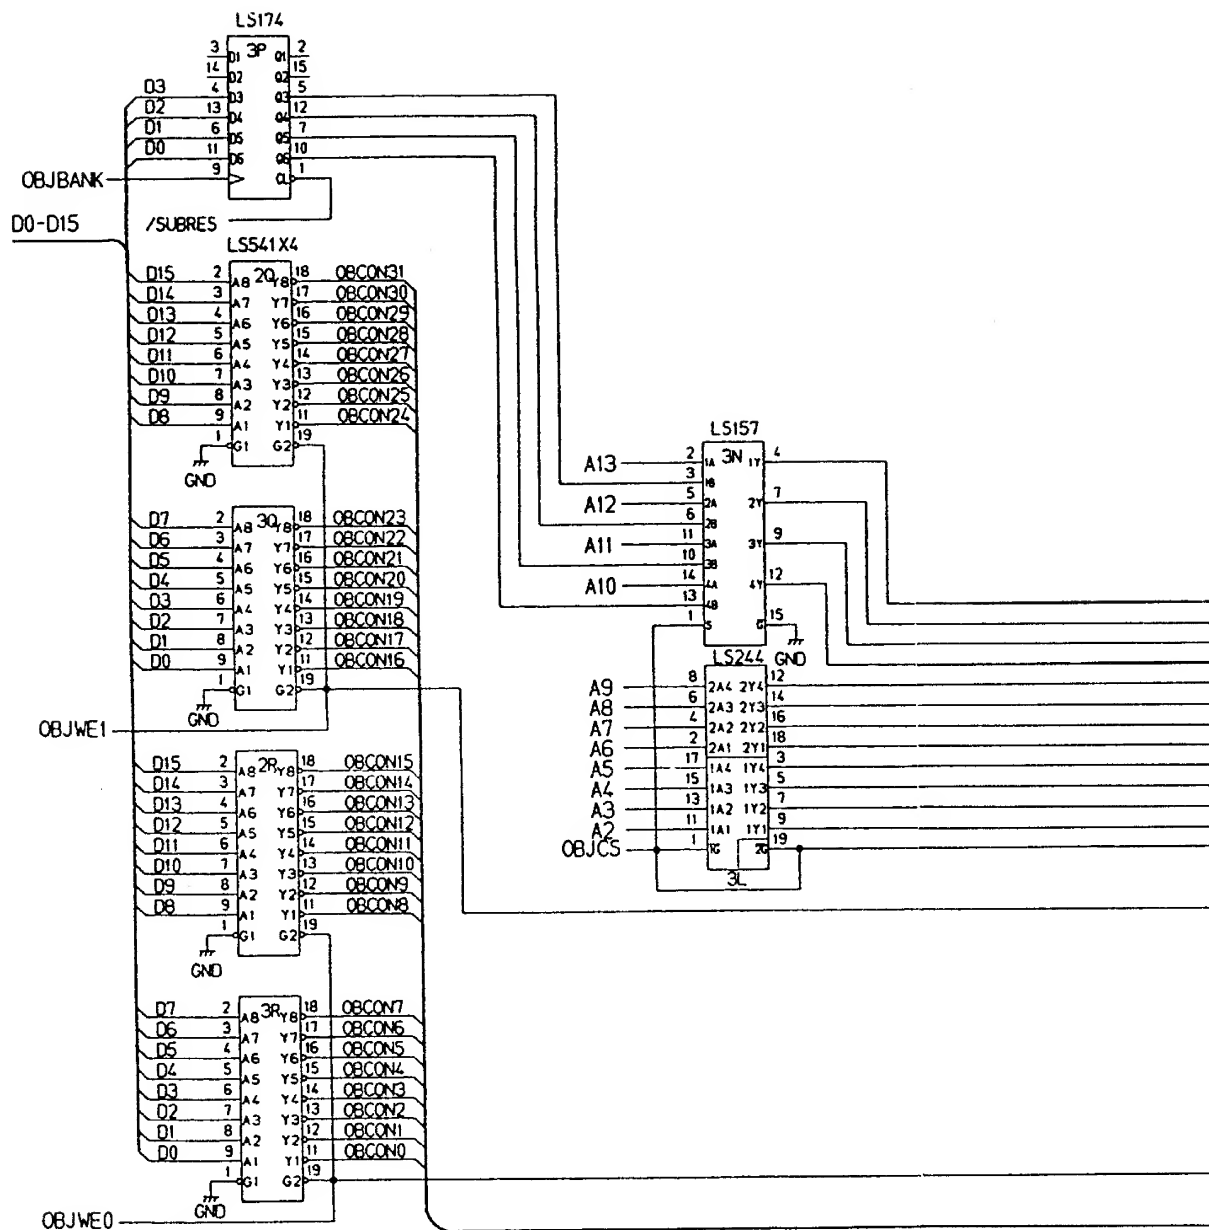 LS174
3P
3 D1 Q1 2
14 D2 Q2 15
D3 4 D3 Q3 5
D2 13 D4 Q4 12
D1 6 D5 Q5 7
D0 11 D6 Q6 10
OBJBANK 9 CL 1
D0-D15
/SUBRES
LS541X4
2Q
D15 2 A8 Y8 18 OBCON31
D14 3 A7 Y7 17 OBCON30
D13 4 A6 Y6 16 OBCON29
D12 5 A5 Y5 15 OBCON28
D11 6 A4 Y4 14 OBCON27
D10 7 A3 Y3 13 OBCON26
D9 8 A2 Y2 12 OBCON25
D8 9 A1 Y1 11 OBCON24
1 G1 G2 19
GND
3Q
D7 2 A8 Y8 18 OBCON23
D6 3 A7 Y7 17 OBCON22
D5 4 A6 Y6 16 OBCON21
D4 5 A5 Y5 15 OBCON20
D3 6 A4 Y4 14 OBCON19
D2 7 A3 Y3 13 OBCON18
D1 8 A2 Y2 12 OBCON17
D0 9 A1 Y1 11 OBCON16
1 G1 G2 19
GND
OBJWE1
2R
D15 2 A8 Y8 18 OBCON15
D14 3 A7 Y7 17 OBCON14
D13 4 A6 Y6 16 OBCON13
D12 5 A5 Y5 15 OBCON12
D11 6 A4 Y4 14 OBCON11
D10 7 A3 Y3 13 OBCON10
D9 8 A2 Y2 12 OBCON9
D8 9 A1 Y1 11 OBCON8
1 G1 G2 19
GND
3R
D7 2 A8 Y8 18 OBCON7
D6 3 A7 Y7 17 OBCON6
D5 4 A6 Y6 16 OBCON5
D4 5 A5 Y5 15 OBCON4
D3 6 A4 Y4 14 OBCON3
D2 7 A3 Y3 13 OBCON2
D1 8 A2 Y2 12 OBCON1
D0 9 A1 Y1 11 OBCON0
1 G1 G2 19
GND
OBJWE0
LS157
3N
A13 2 1A 1Y 4
3 1B
A12 5 2A 2Y 7
6 2B
A11 11 3A 3Y 9
10 3B
A10 14 4A 4Y 12
13 4B
1 S G 15
GND
LS244
A9 8 2A4 2Y4 12
A8 6 2A3 2Y3 14
A7 4 2A2 2Y2 16
A6 2 2A1 2Y1 18
A5 17 1A4 1Y4 3
A4 15 1A3 1Y3 5
A3 13 1A2 1Y2 7
A2 11 1A1 1Y1 9
OBJCS 1 1G 2G 19
3L